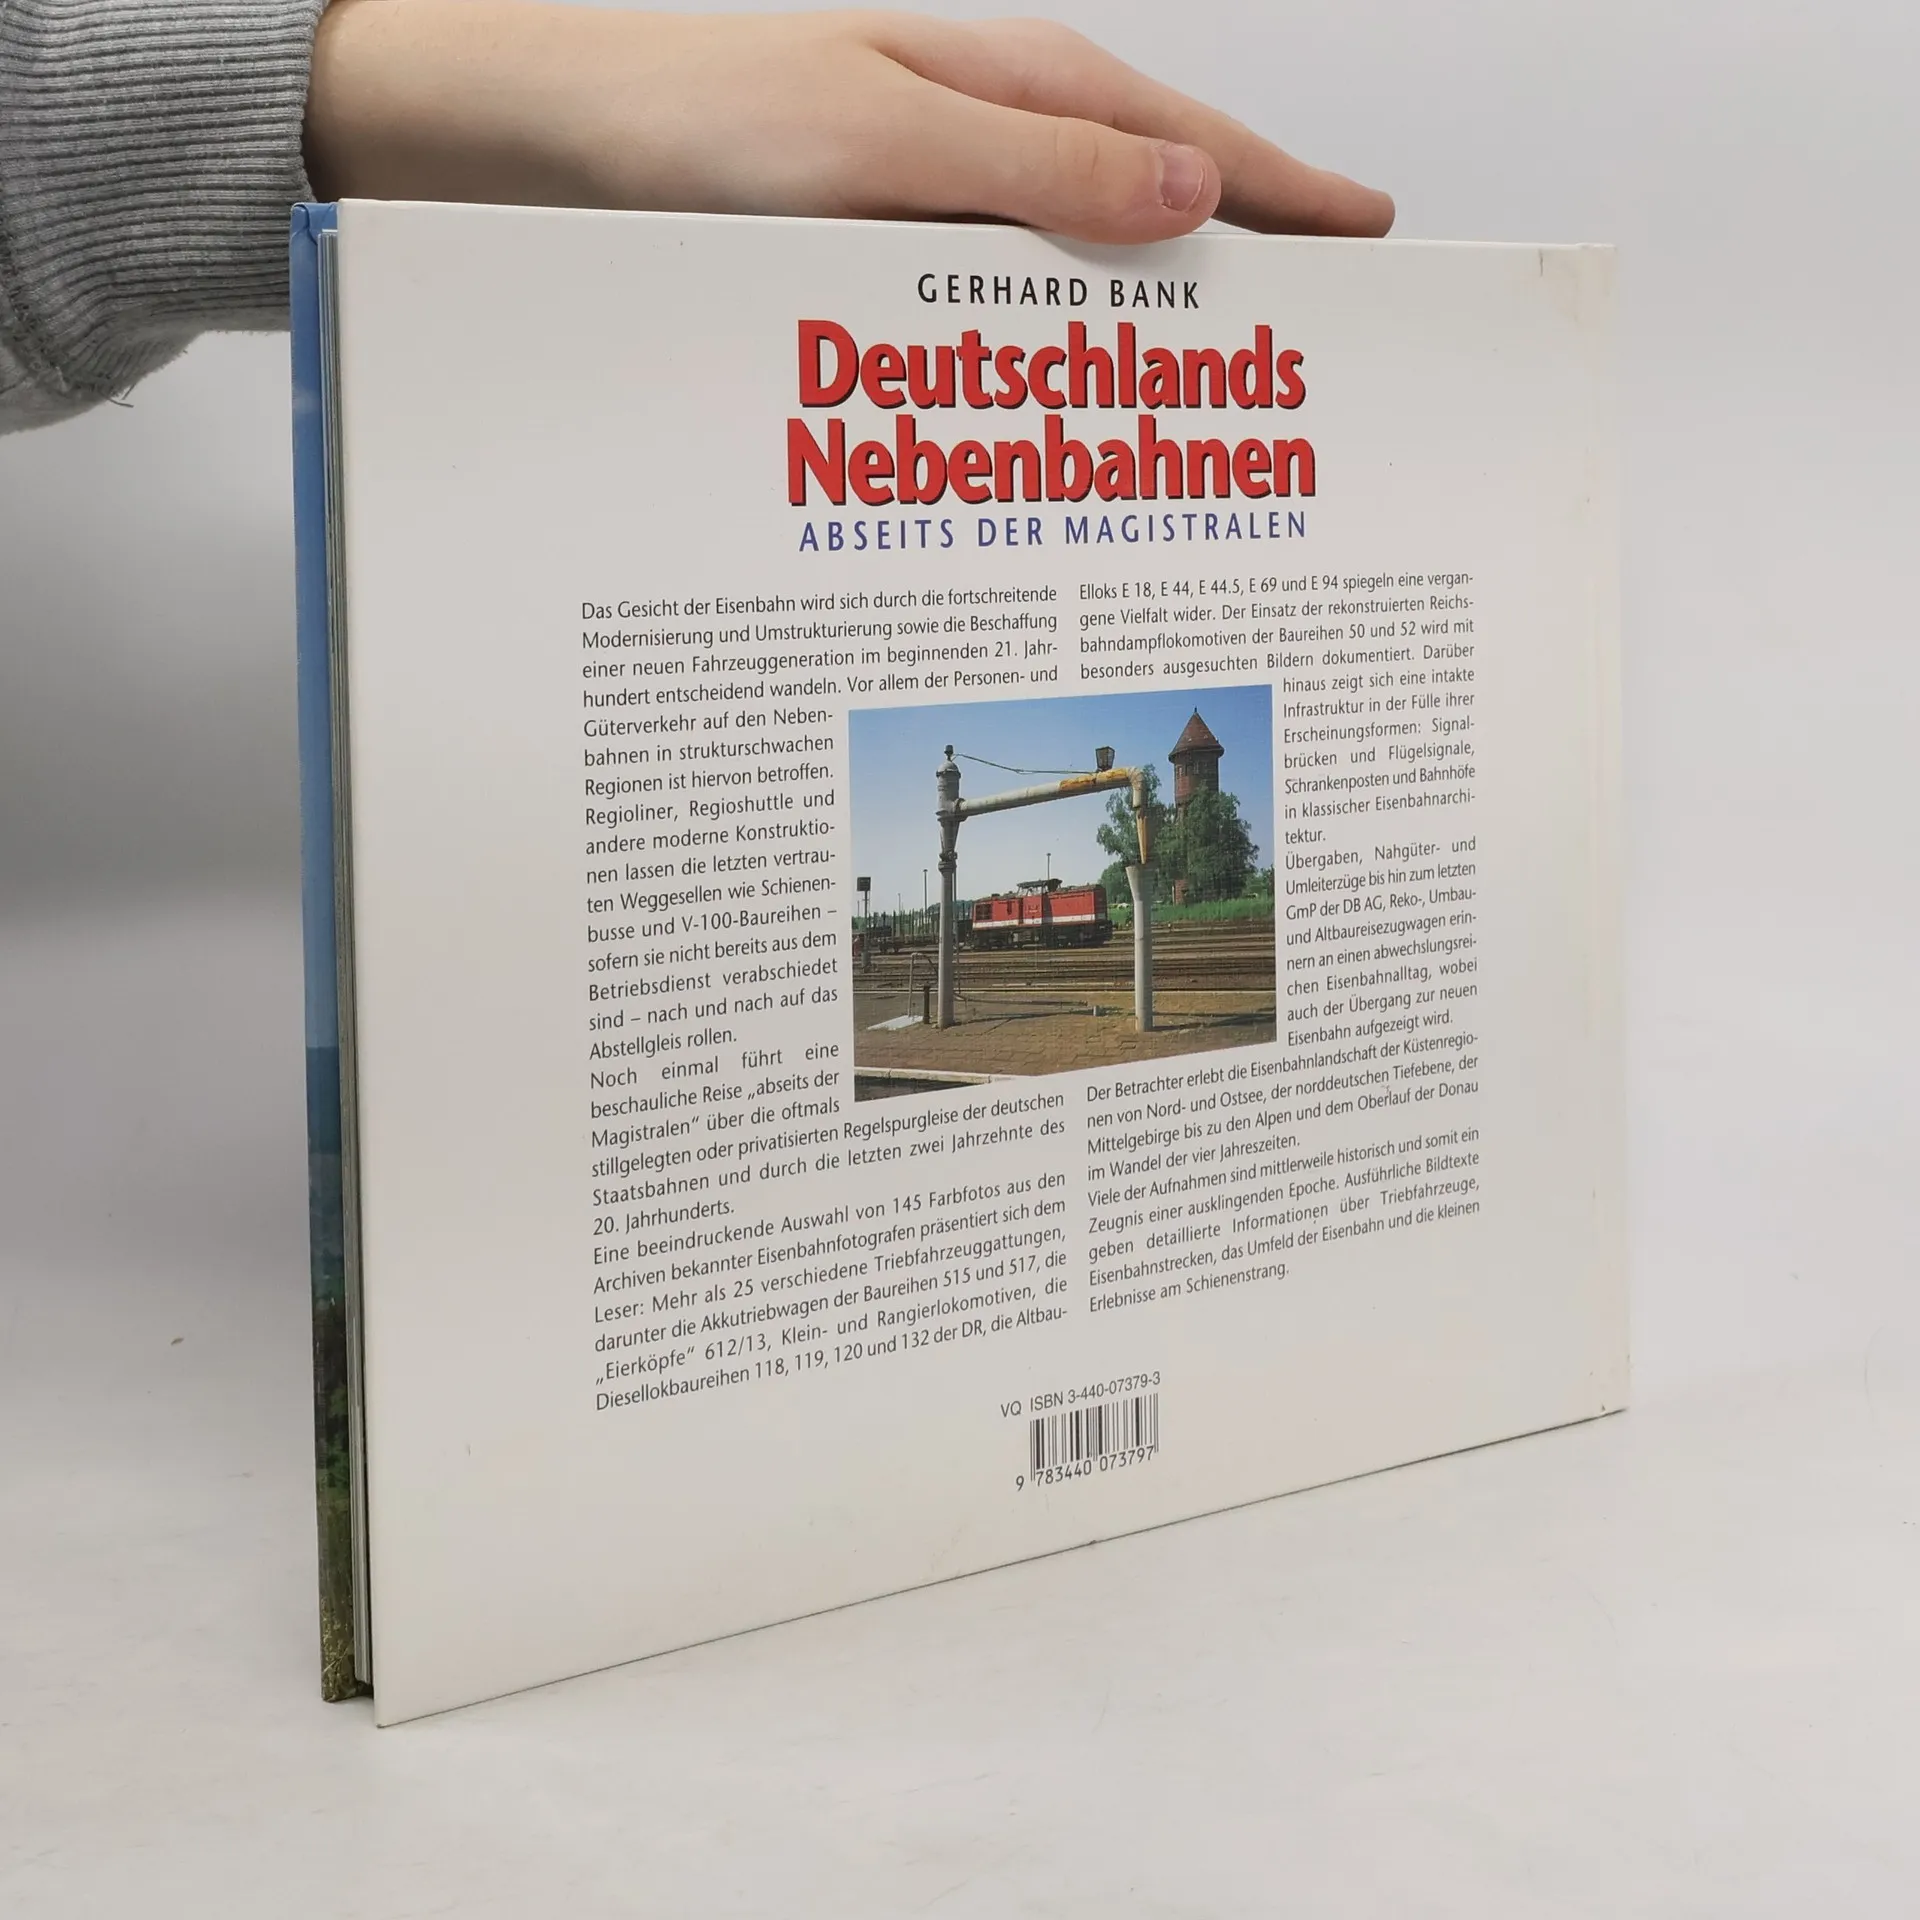 GERHARD BANK
Deutschlands
Nebenbahnen
ABSEITS DER MAGISTRALEN
Das Gesicht der Eisenbahn wird sich durch die fortschreitende
Modernisierung und Umstrukturierung sowie die Beschaffung
einer neuen Fahrzeuggeneration im beginnenden 21. Jahr-
hundert entscheidend wandeln. Vor allem der Personen- und
Güterverkehr auf den Neben-
bahnen in strukturschwachen
Regionen ist hiervon betroffen.
Regioliner, Regioshuttle und
andere moderne Konstruktio-
nen lassen die letzten vertrau-
ten Weggesellen wie Schienen-
busse und V-100-Baureihen –
sofern sie nicht bereits aus dem
Betriebsdienst verabschiedet
sind – nach und nach auf das
Abstellgleis rollen.
Noch einmal führt eine
beschauliche Reise „abseits der
Magistralen“ über die oftmals
stillgelegten oder privatisierten Regelspurgleise der deutschen
Staatsbahnen und durch die letzten zwei Jahrzehnte des
20. Jahrhunderts.
Eine beeindruckende Auswahl von 145 Farbfotos aus den
Archiven bekannter Eisenbahnfotografen präsentiert sich dem
Leser: Mehr als 25 verschiedene Triebfahrzeuggattungen,
darunter die Akkutriebwagen der Baureihen 515 und 517, die
„Eierköpfe“ 612/13, Klein- und Rangierlokomotiven, die
Diesellokbaureihen 118, 119, 120 und 132 der DR, die Altbau-
Elloks E 18, E 44, E 44.5, E 69 und E 94 spiegeln eine vergan-
gene Vielfalt wider. Der Einsatz der rekonstruierten Reichs-
bahndampflokomotiven der Baureihen 50 und 52 wird mit
besonders ausgesuchten Bildern dokumentiert. Darüber
hinaus zeigt sich eine intakte
Infrastruktur in der Fülle ihrer
Erscheinungsformen: Signal-
brücken und Flügelsignale,
Schrankenposten und Bahnhöfe
in klassischer Eisenbahnarchi-
tektur.
Übergaben, Nahgüter- und
Umleiterzüge bis hin zum letzten
GmP der DB AG, Reko-, Umbau-
und Altbaureisezugwagen erin-
nern an einen abwechslungsrei-
chen Eisenbahnalltag, wobei
auch der Übergang zur neuen
Eisenbahn aufgezeigt wird.
Der Betrachter erlebt die Eisenbahnlandschaft der Küstenregio-
nen von Nord- und Ostsee, der norddeutschen Tiefebene, der
Mittelgebirge bis zu den Alpen und dem Oberlauf der Donau
im Wandel der vier Jahreszeiten.
Viele der Aufnahmen sind mittlerweile historisch und somit ein
Zeugnis einer ausklingenden Epoche. Ausführliche Bildtexte
geben detaillierte Informationen über Triebfahrzeuge,
Eisenbahnstrecken, das Umfeld der Eisenbahn und die kleinen
Erlebnisse am Schienenstrang.
VQ ISBN 3-440-07379-3
9 783440 073797